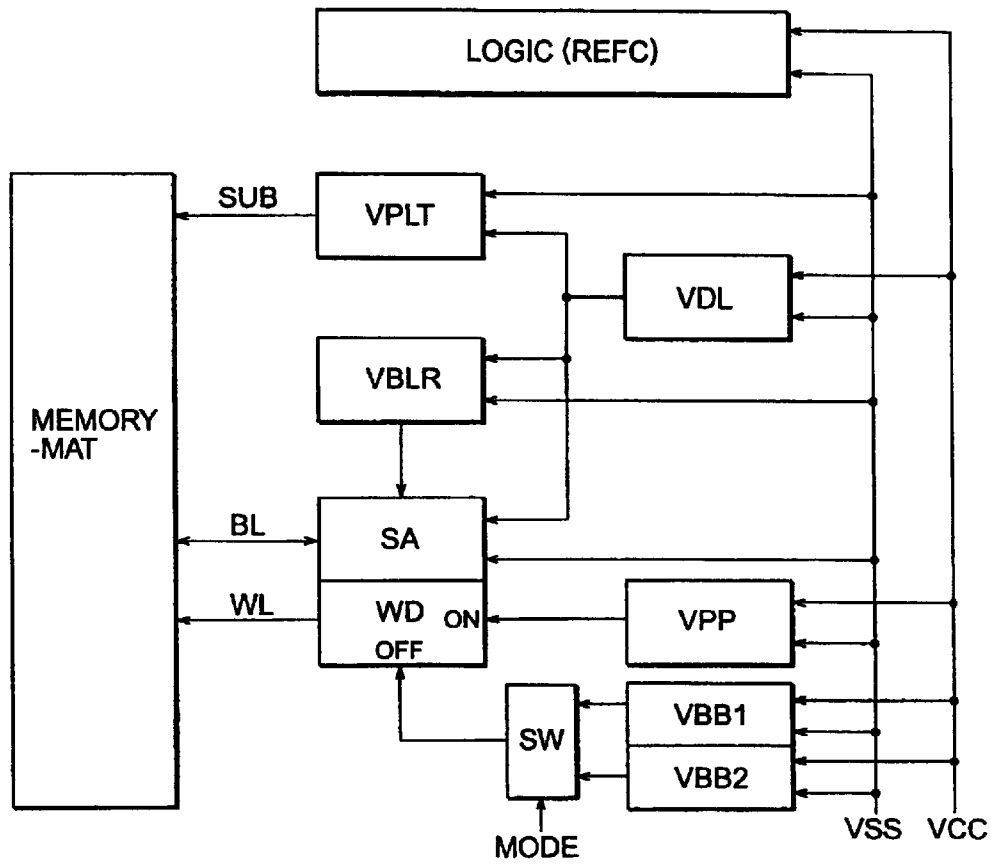 LOGIC (REFC)
SUB
VPLT
VDL
VBLR
MEMORY
-MAT
BL
SA
WL
WD
ON
OFF
VPP
SW
VBB1
VBB2
MODE
VSS
VCC